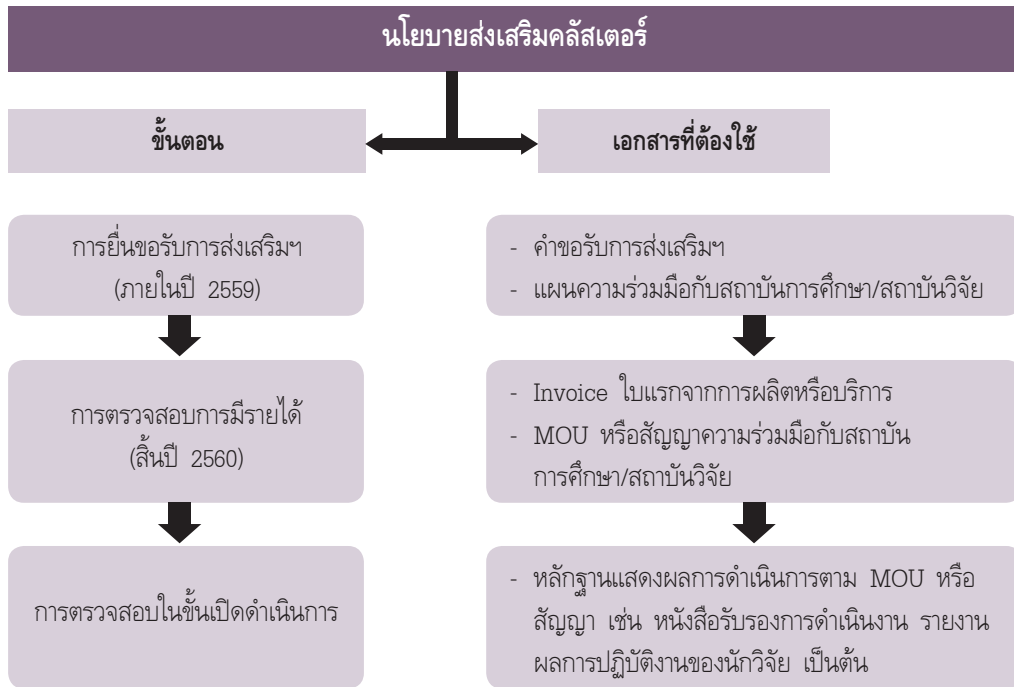 นโยบายส่งเสริมคลัสเตอร์
ขั้นตอน
เอกสารที่ต้องใช้
การยื่นขอรับการส่งเสริมฯ
(ภายในปี 2559)
- คำขอรับการส่งเสริมฯ
- แผนความร่วมมือกับสถาบันการศึกษา/สถาบันวิจัย
การตรวจสอบการมีรายได้
(สิ้นปี 2560)
- Invoice ใบแรกจากการผลิตหรือบริการ
- MOU หรือสัญญาความร่วมมือกับสถาบัน
การศึกษา/สถาบันวิจัย
การตรวจสอบในขั้นเปิดดำเนินการ
- หลักฐานแสดงผลการดำเนินการตาม MOU หรือ
สัญญา เช่น หนังสือรับรองการดำเนินงาน รายงาน
ผลการปฏิบัติงานของนักวิจัย เป็นต้น